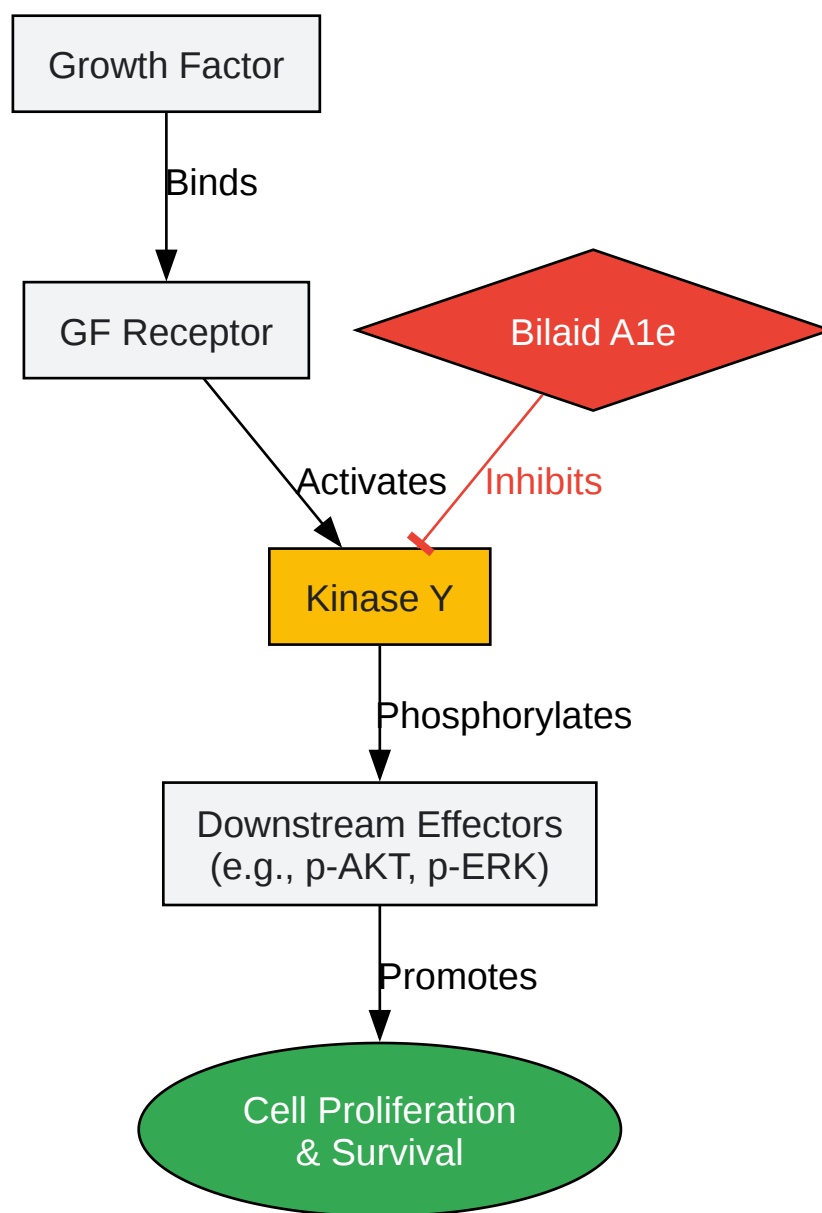 Growth Factor
Binds
GF Receptor
Bilaid A1e
Activates
Inhibits
Kinase Y
Phosphorylates
Downstream Effectors
(e.g., p-AKT, p-ERK)
Promotes
Cell Proliferation
& Survival